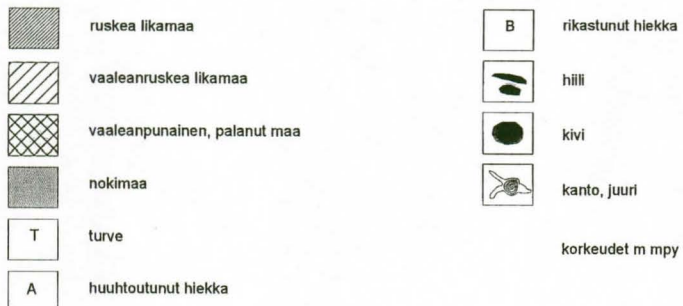 ruskea likamaa
vaaleanruskea likamaa
vaaleanpunainen, palanut maa
nokimaa
T turve
A huuhtoutunut hiekka
B rikastunut hiekka
hiili
kivi
kanto, juuri
korkeudet m mpy